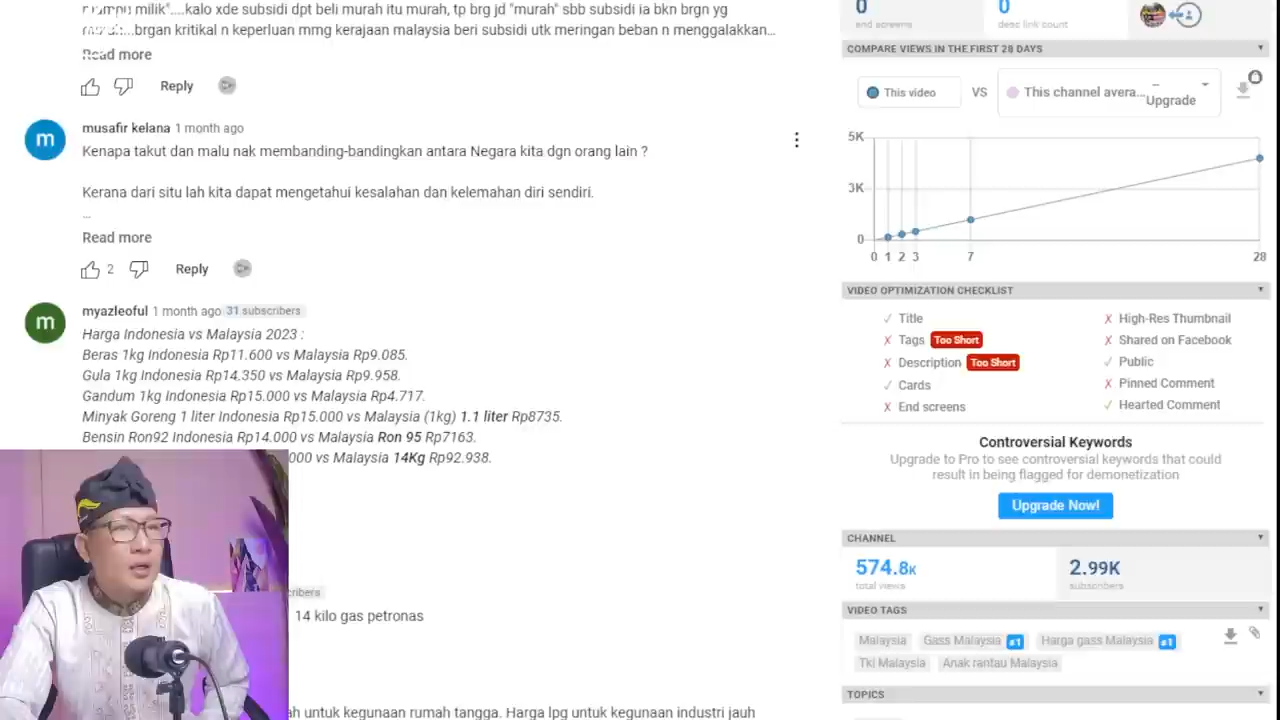 milik"....kalo xde subsidi dpt beli murah itu murah, tp brg jd "murah" sbb subsidi ia bkn brgn yg
brgan kritikal n keperluan mmg kerajaan malaysia beri subsidi utk meringan beban n menggalakkan...
Read more
Reply
m
musafir kelana 1 month ago
Kenapa takut dan malu nak membanding-bandingkan antara Negara kita dgn orang lain ?
Kerana dari situ lah kita dapat mengetahui kesalahan dan kelemahan diri sendiri.
...
Read more
2 Reply
m
myazleoful 1 month ago 31 subscribers
Harga Indonesia vs Malaysia 2023 :
Beras 1kg Indonesia Rp11.600 vs Malaysia Rp9.085.
Gula 1kg Indonesia Rp14.350 vs Malaysia Rp9.958.
Gandum 1kg Indonesia Rp15.000 vs Malaysia Rp4.717.
Minyak Goreng 1 liter Indonesia Rp15.000 vs Malaysia (1kg) 1.1 liter Rp8735.
Bensin Ron92 Indonesia Rp14.000 vs Malaysia Ron 95 Rp7163.
000 vs Malaysia 14Kg Rp92.938.
cribers
14 kilo gas petronas
ah untuk kegunaan rumah tangga. Harga lpg untuk kegunaan industri jauh
0
end screens
0
desc link count
COMPARE VIEWS IN THE FIRST 28 DAYS
This video VS This channel avera... – Upgrade
5K
3K
0
0 1 2 3 7 28
VIDEO OPTIMIZATION CHECKLIST
✓ Title
✗ Tags Too Short
✗ Description Too Short
✓ Cards
✗ End screens
✗ High-Res Thumbnail
✗ Shared on Facebook
✓ Public
✗ Pinned Comment
✓ Hearted Comment
Controversial Keywords
Upgrade to Pro to see controversial keywords that could
result in being flagged for demonetization
Upgrade Now!
CHANNEL
574.8K
total views
2.99K
subscribers
VIDEO TAGS
Malaysia Gass Malaysia #1 Harga gass Malaysia #1
Tki Malaysia Anak rantau Malaysia
TOPICS